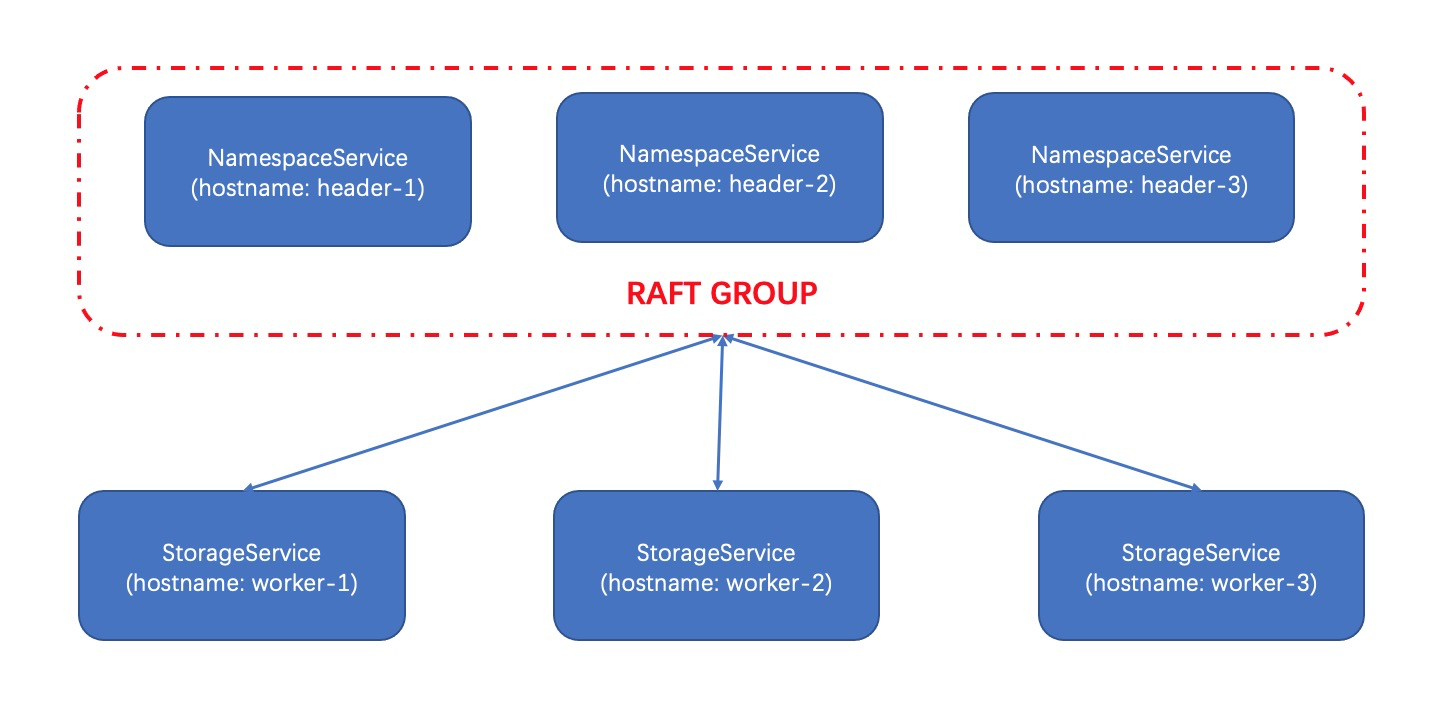 NamespaceService
(hostname: header-1)
NamespaceService
(hostname: header-2)
NamespaceService
(hostname: header-3)
RAFT GROUP
StorageService
(hostname: worker-1)
StorageService
(hostname: worker-2)
StorageService
(hostname: worker-3)